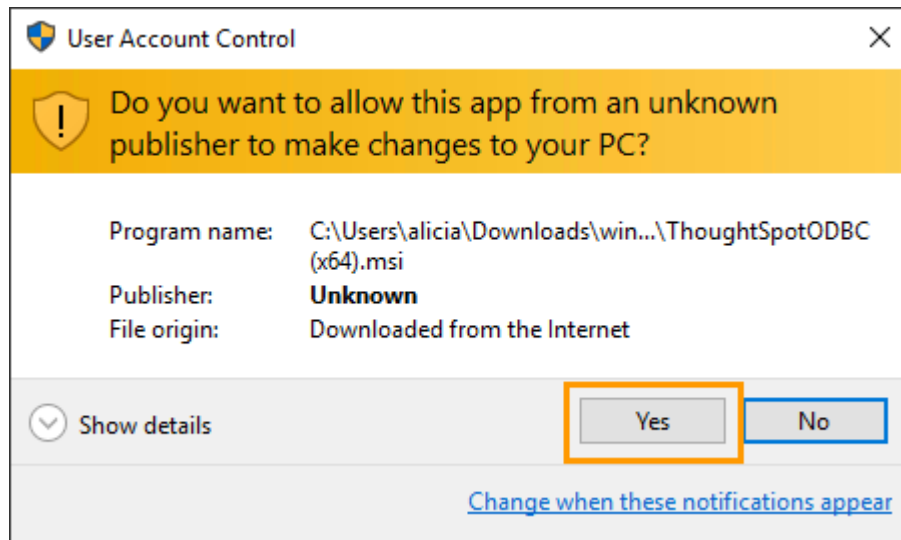 User Account Control
Do you want to allow this app from an unknown
publisher to make changes to your PC?
Program name: C:\Users\alicia\Downloads\win...\ThoughtSpotODBC
(x64).msi
Publisher: Unknown
File origin: Downloaded from the Internet
Show details Yes No
Change when these notifications appear